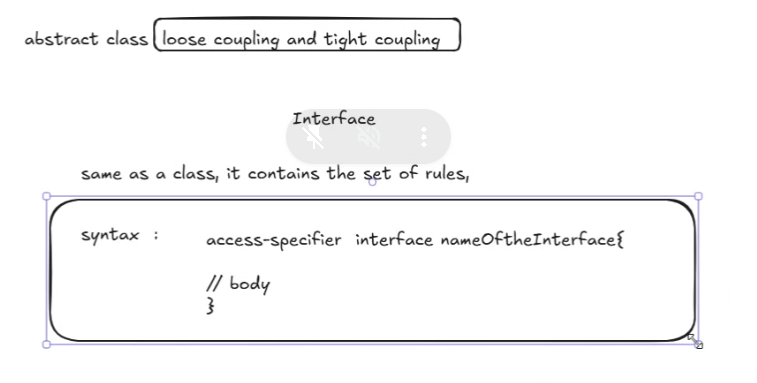 abstract class loose coupling and tight coupling
Interface
same as a class, it contains the set of rules,
syntax : access-specifier interface nameOftheInterface{
// body
}